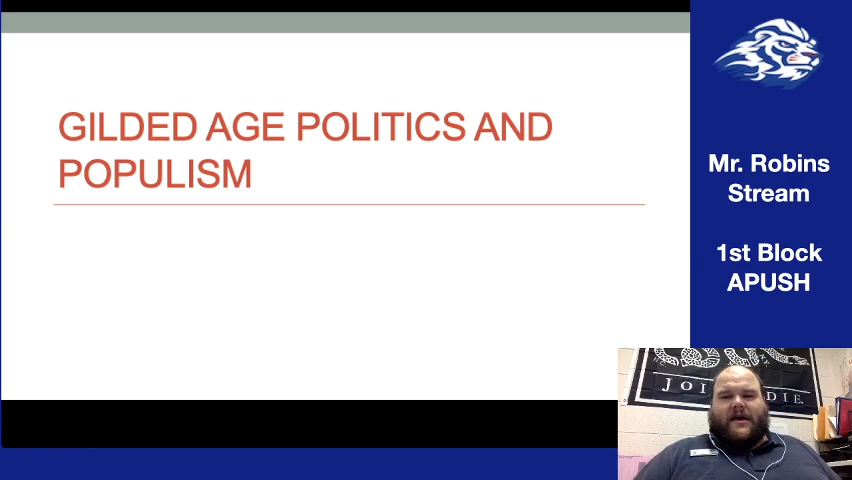 GILDED AGE POLITICS AND
POPULISM
Mr. Robins
Stream
1st Block
APUSH
JOI DIE.